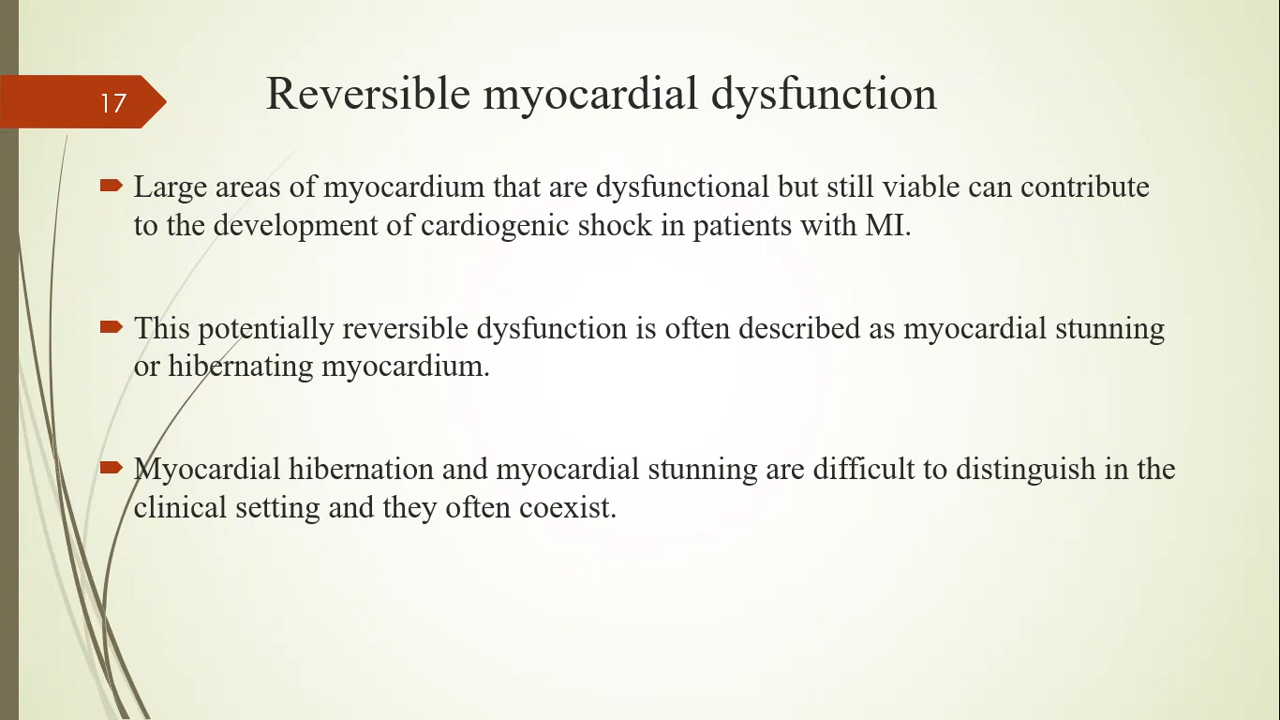 17
Reversible myocardial dysfunction
Large areas of myocardium that are dysfunctional but still viable can contribute
to the development of cardiogenic shock in patients with MI.
This potentially reversible dysfunction is often described as myocardial stunning
or hibernating myocardium.
Myocardial hibernation and myocardial stunning are difficult to distinguish in the
clinical setting and they often coexist.